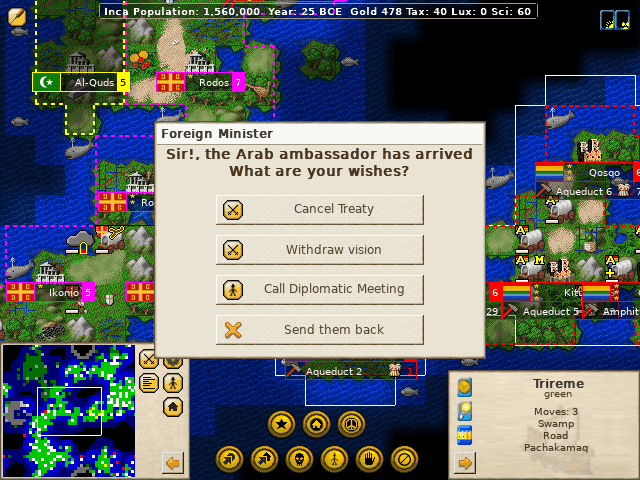 Inca Population: 1,560,000 Year: 25 BCE Gold 478 Tax: 40 Lux: 0 Sci: 60
Al-Quds 5
Rodos 7
Foreign Minister
Sir!, the Arab ambassador has arrived
What are your wishes?
Cancel Treaty
Withdraw vision
Call Diplomatic Meeting
Send them back
Qosqo
Aqueduct 6
Ikonio 5
6
29 Aqueduct 5
Aqueduct 2
1
Trireme
green
Moves: 3
Swamp
Road
Pachakamaq